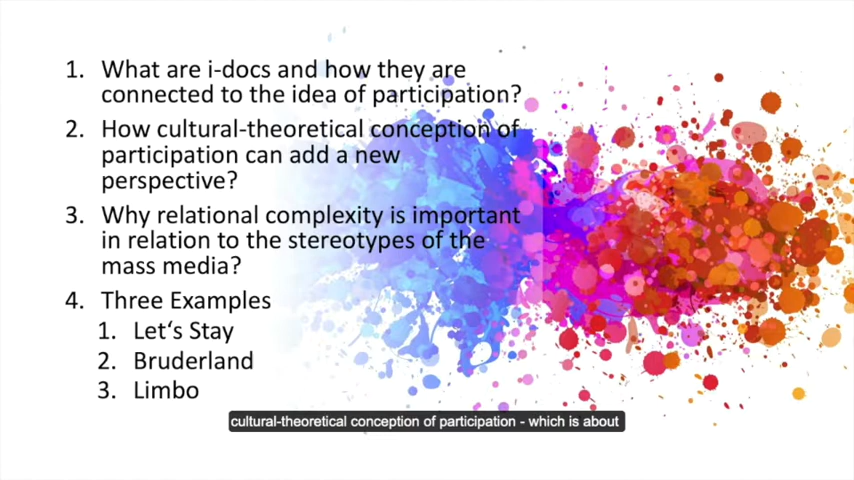 1. What are i-docs and how they are
connected to the idea of participation?
2. How cultural-theoretical conception of
participation can add a new
perspective?
3. Why relational complexity is important
in relation to the stereotypes of the
mass media?
4. Three Examples
1. Let‘s Stay
2. Bruderland
3. Limbo
cultural-theoretical conception of participation - which is about